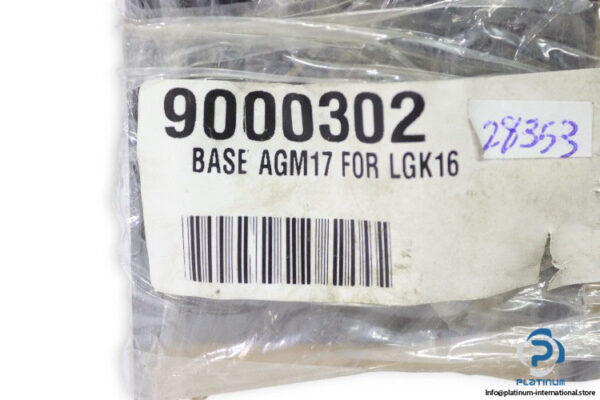 9000302
28353
BASE AGM17 FOR LGK16
PLATINUM
info@platinum-international.store